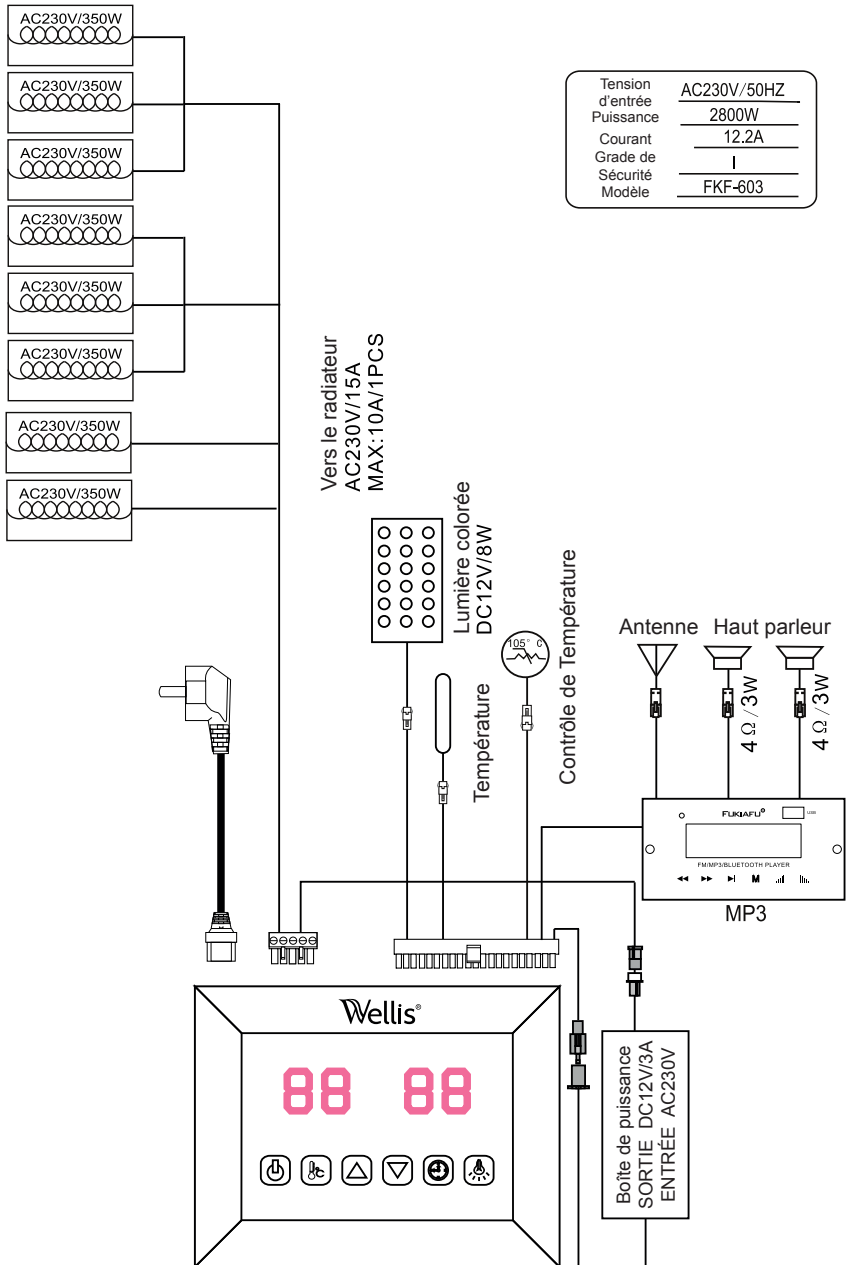 AC230V/350W
AC230V/350W
AC230V/350W
AC230V/350W
AC230V/350W
AC230V/350W
AC230V/350W
AC230V/350W
Tension
d'entrée
AC230V/50HZ
Puissance
2800W
Courant
12.2A
Grade de
Sécurité
I
Modèle
FKF-603
Vers le radiateur
AC230V/15A
MAX:10A/1PCS
Lumière colorée
DC12V/8W
Température
105° C
Contrôle de Température
Antenne
Haut parleur
4 Ω/3W
4 Ω/3W
FUKIAFU®
USB
FM/MP3/BLUETOOTH PLAYER
M
MP3
Wellis®
88 88
°C
Boîte de puissance
SORTIE DC12V/3A
ENTRÉE AC230V